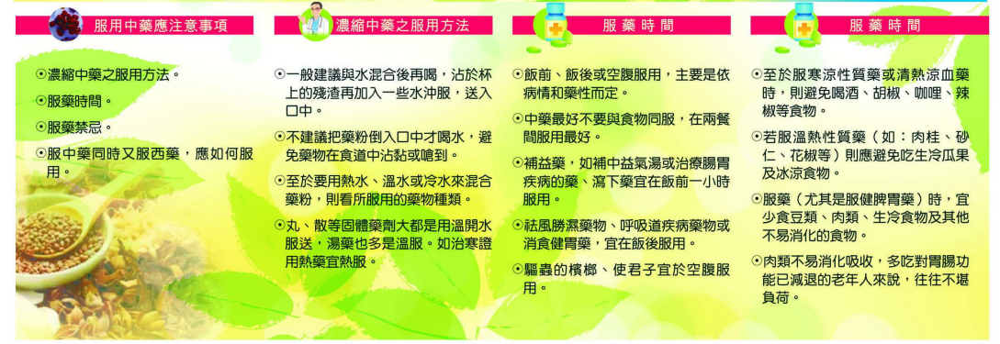 服用中藥應注意事項
⊙濃縮中藥之服用方法。
⊙服藥時間。
⊙服藥禁忌。
⊙服中藥同時又服西藥，應如何服
用。
濃縮中藥之服用方法
⊙一般建議與水混合後再喝，沾於杯
上的殘渣再加入一些水沖服，送入
口中。
⊙不建議把藥粉倒入口中才喝水，避
免藥物在食道中沾黏或嗆到。
⊙至於要用熱水、溫水或冷水來混合
藥粉，則看所服用的藥物種類。
⊙丸、散等固體藥劑大都是用溫開水
服送，湯藥也多是溫服。如治寒證
用熱藥宜熱服。
服藥時間
⊙飯前、飯後或空腹服用，主要是依
病情和藥性而定。
⊙中藥最好不要與食物同服，在兩餐
間服用最好。
⊙補益藥，如補中益氣湯或治療腸胃
疾病的藥、瀉下藥宜在飯前一小時
服用。
⊙祛風勝濕藥物、呼吸道疾病藥物或
消食健胃藥，宜在飯後服用。
⊙驅蟲的檳榔、使君子宜於空腹服
用。
服藥時間
⊙至於服寒涼性質藥或清熱涼血藥
時，則避免喝酒、胡椒、咖哩、辣
椒等食物。
⊙若服溫熱性質藥（如：肉桂、砂
仁、花椒等）則應避免吃生冷瓜果
及冰涼食物。
⊙服藥（尤其是服健脾胃藥）時，宜
少食豆類、肉類、生冷食物及其他
不易消化的食物。
⊙肉類不易消化吸收，多吃對胃腸功
能已減退的老年人來說，往往不堪
負荷。